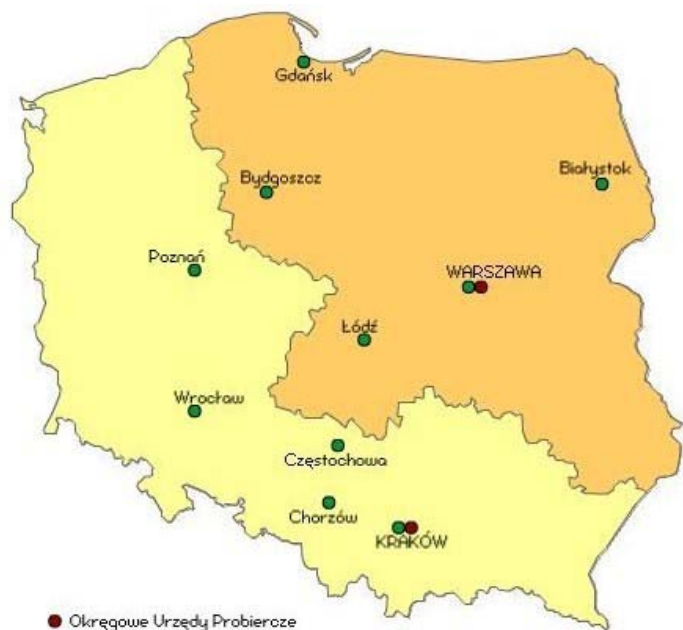 Gdańsk
Białystok
Bydgoszcz
Poznań
WARSZAWA
Łódź
Wrocław
Częstochowa
Chorzów
KRAKÓW
Okręgowe Urzędy Probiercze